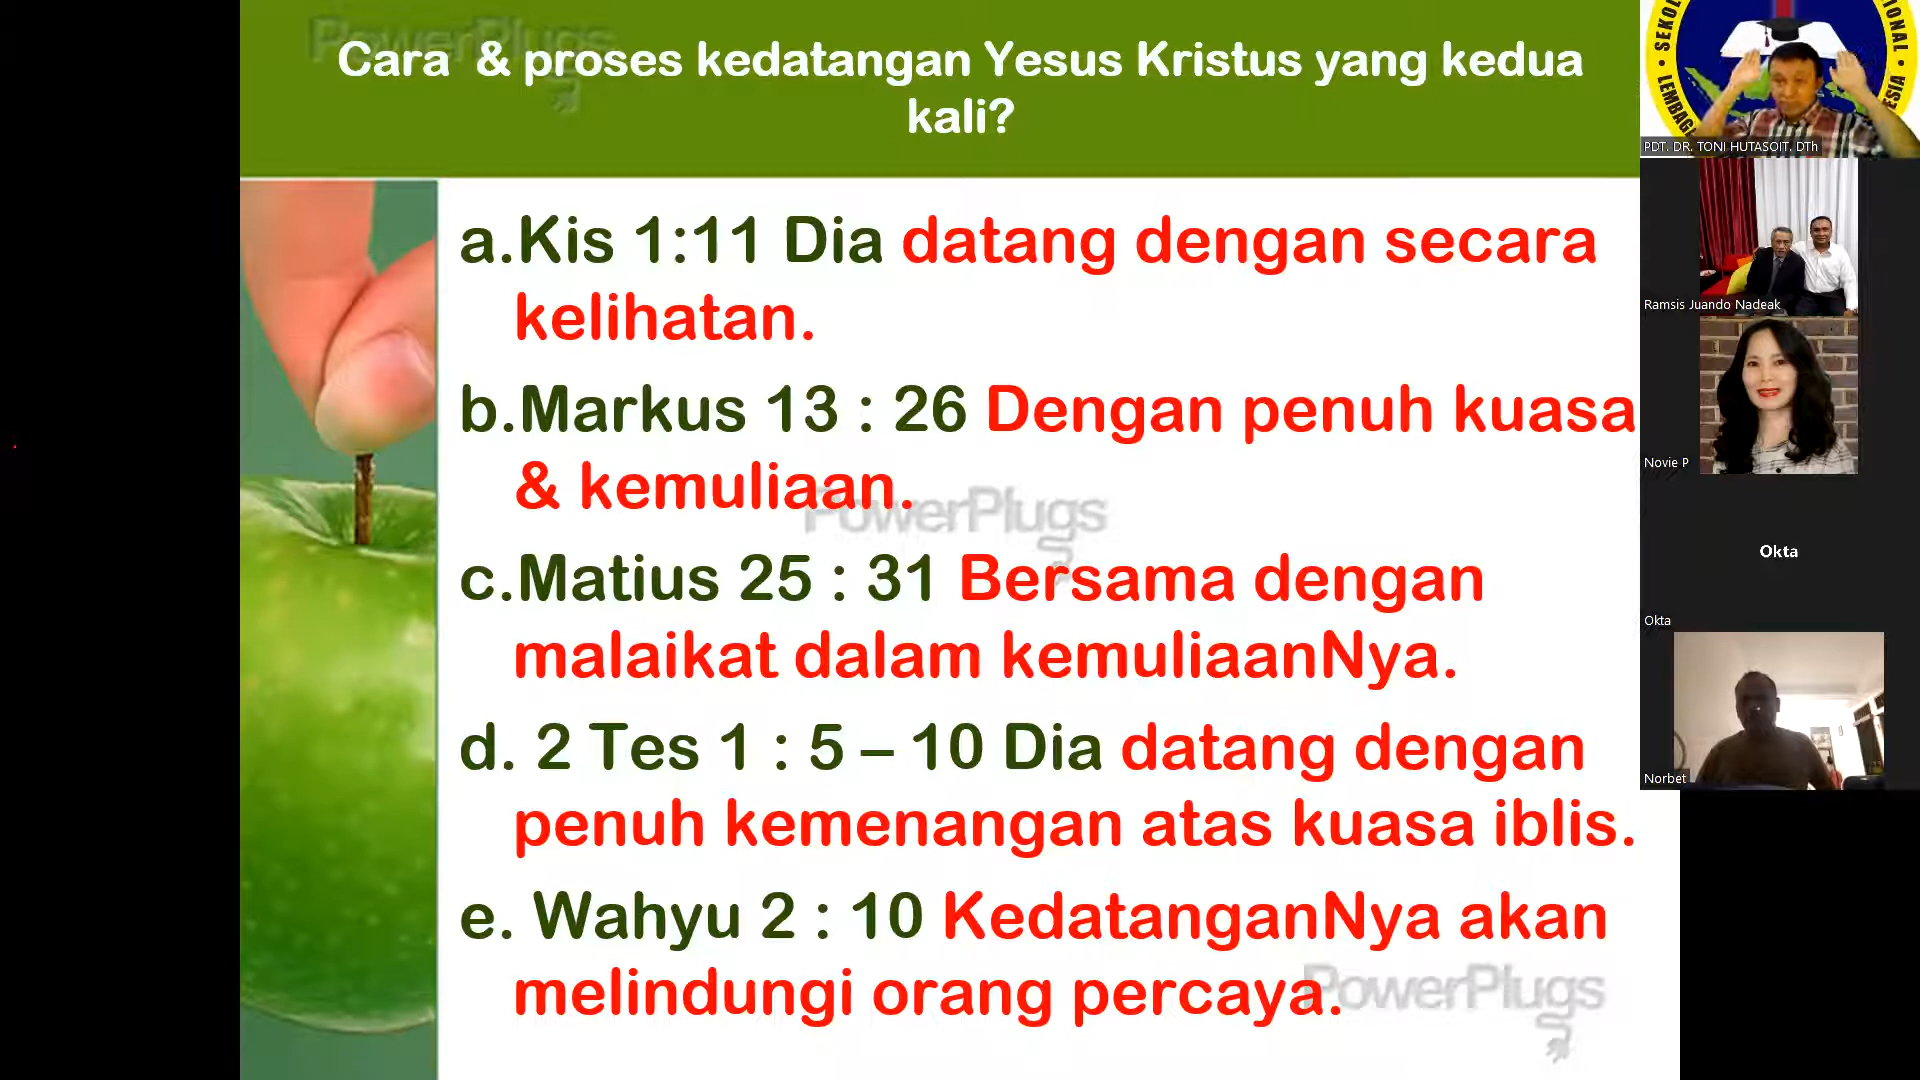 Cara & proses kedatangan Yesus Kristus yang kedua
kali?
a.Kis 1:11 Dia datang dengan secara
kelihatan.
b.Markus 13 : 26 Dengan penuh kuasa
& kemuliaan.
c.Matius 25 : 31 Bersama dengan
malaikat dalam kemuliaanNya.
d. 2 Tes 1 : 5 – 10 Dia datang dengan
penuh kemenangan atas kuasa iblis.
e. Wahyu 2 : 10 KedatanganNya akan
melindungi orang percaya.
PowerPlugs
PowerPlugs
PowerPlugs
PDT. DR. TONI HUTASOIT. DTh
Ramsis Juando Nadeak
Novie P
Okta
Okta
Norbet